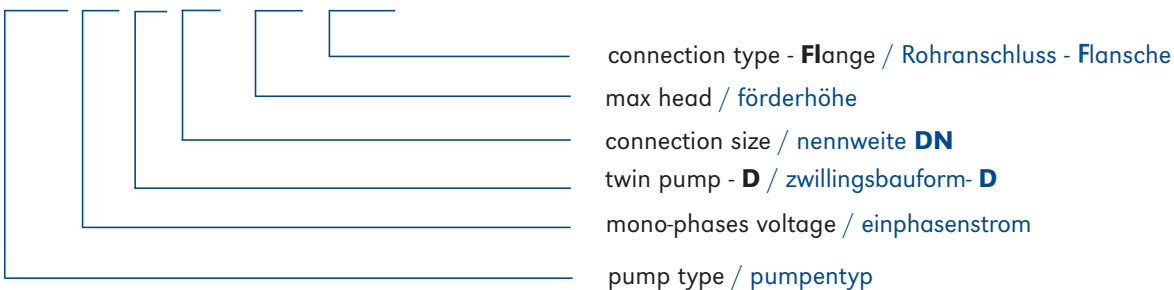 connection type - Flange / Rohranschluss - Flansche
max head / förderhöhe
connection size / nennweite DN
twin pump - D / zwillingsbauform- D
mono-phases voltage / einphasenstrom
pump type / pumpentyp